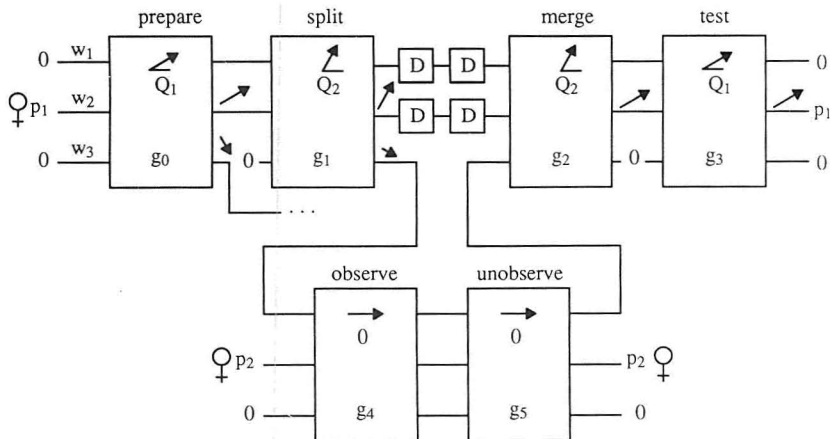 prepare split merge test
0 w1 D D 0
Q1 Q2 Q2 Q1
p1 w2 D D p1
0 w3 g0 0 g1 g2 0 g3 0
...
observe unobserve
0 0
p2 p2
0 g4 g5 0